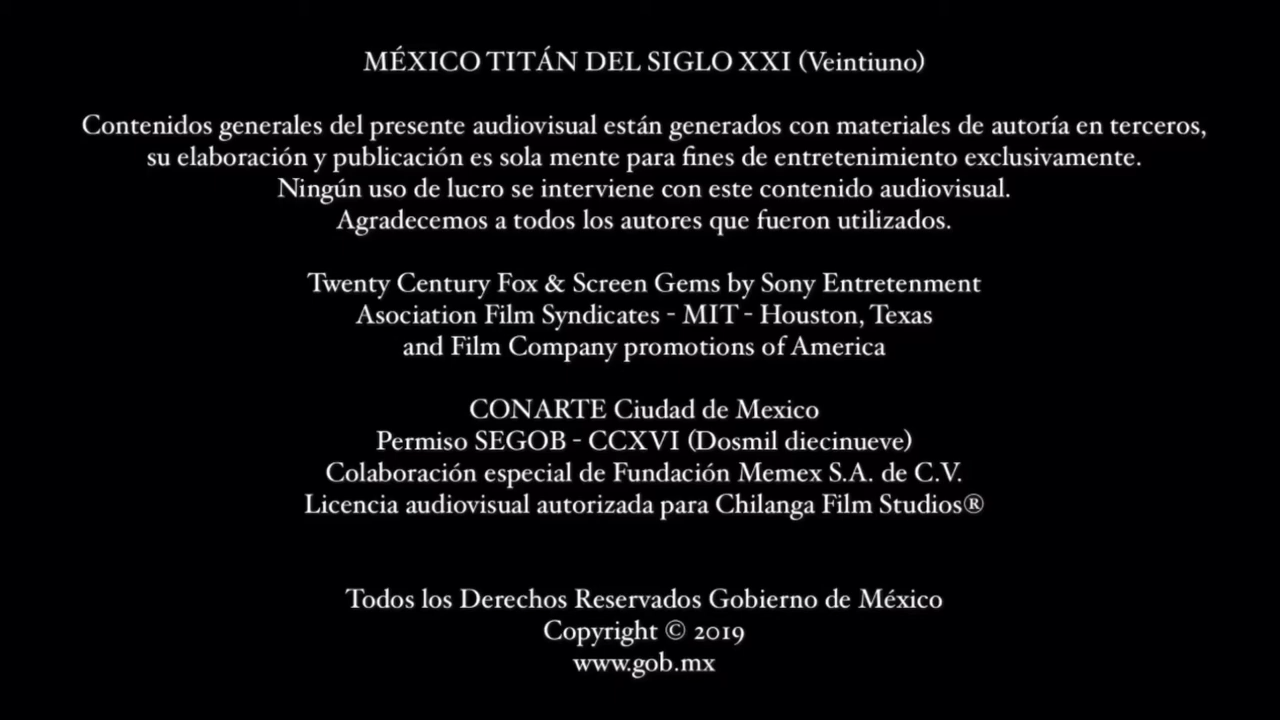 MÉXICO TITÁN DEL SIGLO XXI (Veintiuno)
Contenidos generales del presente audiovisual están generados con materiales de autoría en terceros,
su elaboración y publicación es sola mente para fines de entretenimiento exclusivamente.
Ningún uso de lucro se interviene con este contenido audiovisual.
Agradecemos a todos los autores que fueron utilizados.
Twenty Century Fox & Screen Gems by Sony Entretenment
Asociation Film Syndicates - MIT - Houston, Texas
and Film Company promotions of America
CONARTE Ciudad de Mexico
Permiso SEGOB - CCXVI (Dosmil diecinueve)
Colaboración especial de Fundación Memex S.A. de C.V.
Licencia audiovisual autorizada para Chilanga Film Studios®
Todos los Derechos Reservados Gobierno de México
Copyright © 2019
www.gob.mx